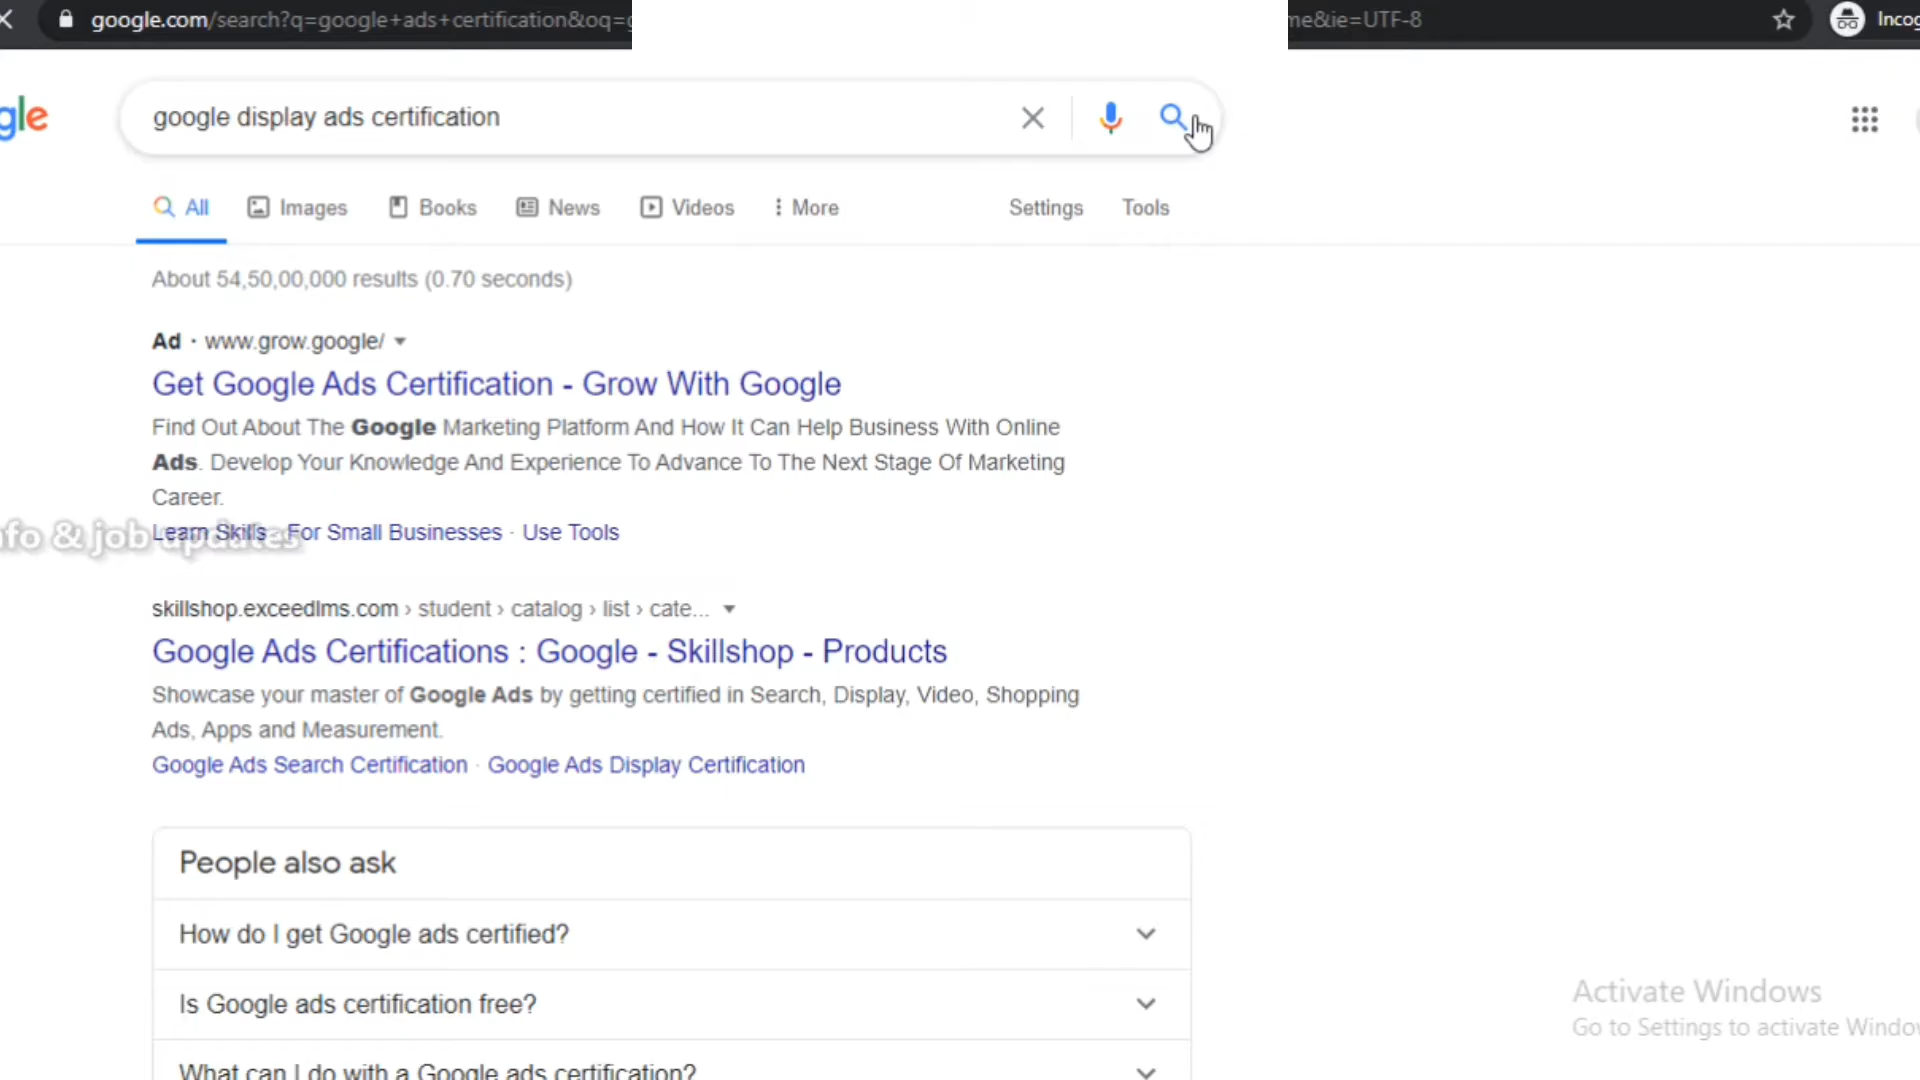 google.com/search?q=google+ads+certification&oq=g
me&ie=UTF-8
Incog
gle
google display ads certification
All Images Books News Videos More Settings Tools
About 54,50,00,000 results (0.70 seconds)
Ad · www.grow.google/
Get Google Ads Certification - Grow With Google
Find Out About The Google Marketing Platform And How It Can Help Business With Online
Ads. Develop Your Knowledge And Experience To Advance To The Next Stage Of Marketing
Career.
Learn Skills · For Small Businesses · Use Tools
nfo & job updates
skillshop.exceedlms.com › student › catalog › list › cate...
Google Ads Certifications : Google - Skillshop - Products
Showcase your master of Google Ads by getting certified in Search, Display, Video, Shopping
Ads, Apps and Measurement.
Google Ads Search Certification · Google Ads Display Certification
People also ask
How do I get Google ads certified?
Is Google ads certification free?
What can I do with a Google ads certification?
Activate Windows
Go to Settings to activate Window